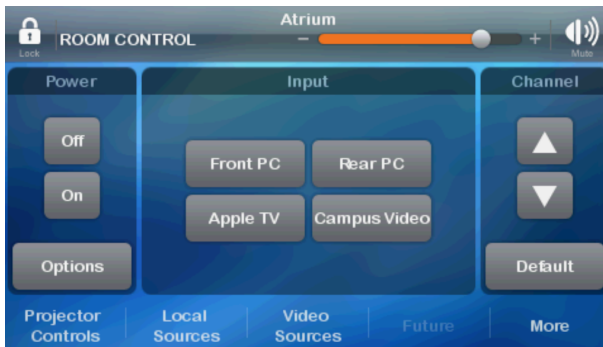 Atrium
ROOM CONTROL
− +
Lock
Mute
Power
Input
Channel
Off
Front PC
Rear PC
On
Apple TV
Campus Video
Options
Default
Projector
Controls
Local
Sources
Video
Sources
Future
More